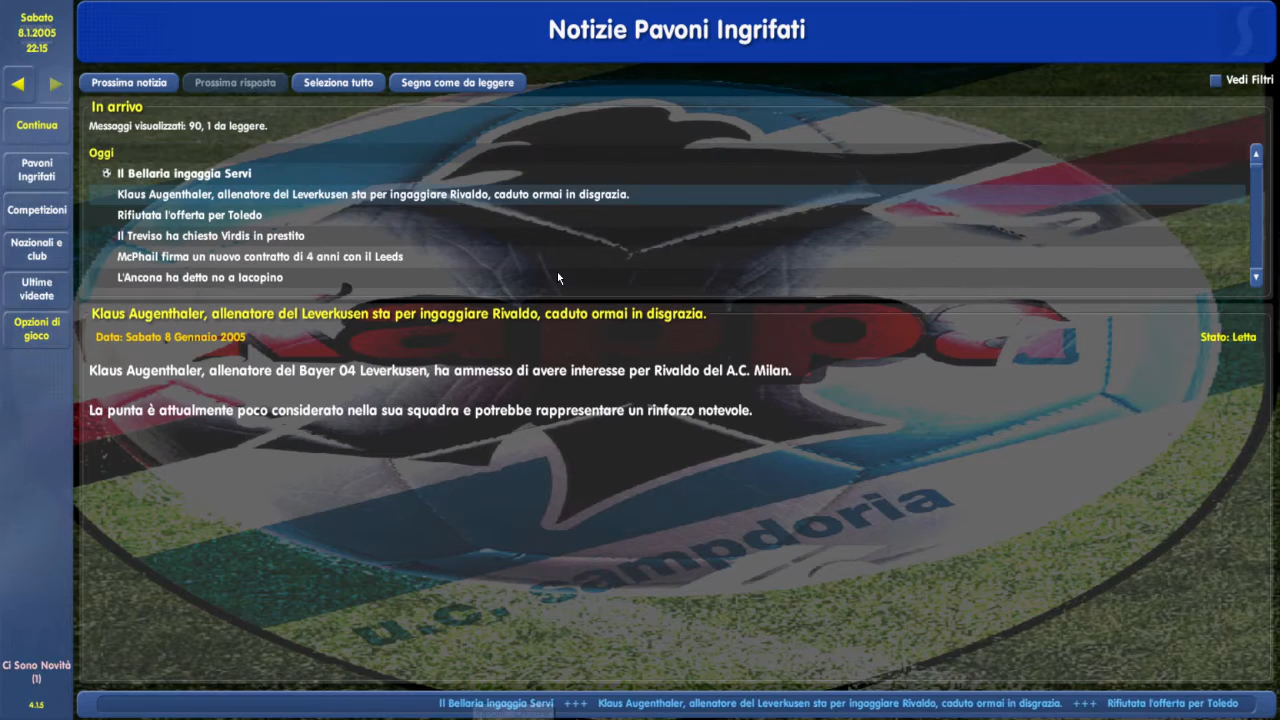 Sabato
8.1.2005
22:15
Notizie Pavoni Ingrifati
Prossima notizia
Prossima risposta
Seleziona tutto
Segna come da leggere
Vedi Filtri
Continua
Pavoni
Ingrifati
Competizioni
Nazionali e
club
Ultime
videate
Opzioni di
gioco
In arrivo
Messaggi visualizzati: 90, 1 da leggere.
Oggi
Il Bellaria ingaggia Servi
Klaus Augenthaler, allenatore del Leverkusen sta per ingaggiare Rivaldo, caduto ormai in disgrazia.
Rifiutata l'offerta per Toledo
Il Treviso ha chiesto Virdis in prestito
McPhail firma un nuovo contratto di 4 anni con il Leeds
L'Ancona ha detto no a Iacopino
Klaus Augenthaler, allenatore del Leverkusen sta per ingaggiare Rivaldo, caduto ormai in disgrazia.
Data: Sabato 8 Gennaio 2005
Stato: Letta
Klaus Augenthaler, allenatore del Bayer 04 Leverkusen, ha ammesso di avere interesse per Rivaldo del A.C. Milan.
La punta è attualmente poco considerato nella sua squadra e potrebbe rappresentare un rinforzo notevole.
Kappa
u.c. sampdoria
Ci Sono Novità
(1)
4.1.5
Il Bellaria ingaggia Servi +++ Klaus Augenthaler, allenatore del Leverkusen sta per ingaggiare Rivaldo, caduto ormai in disgrazia. +++ Rifiutata l'offerta per Toledo